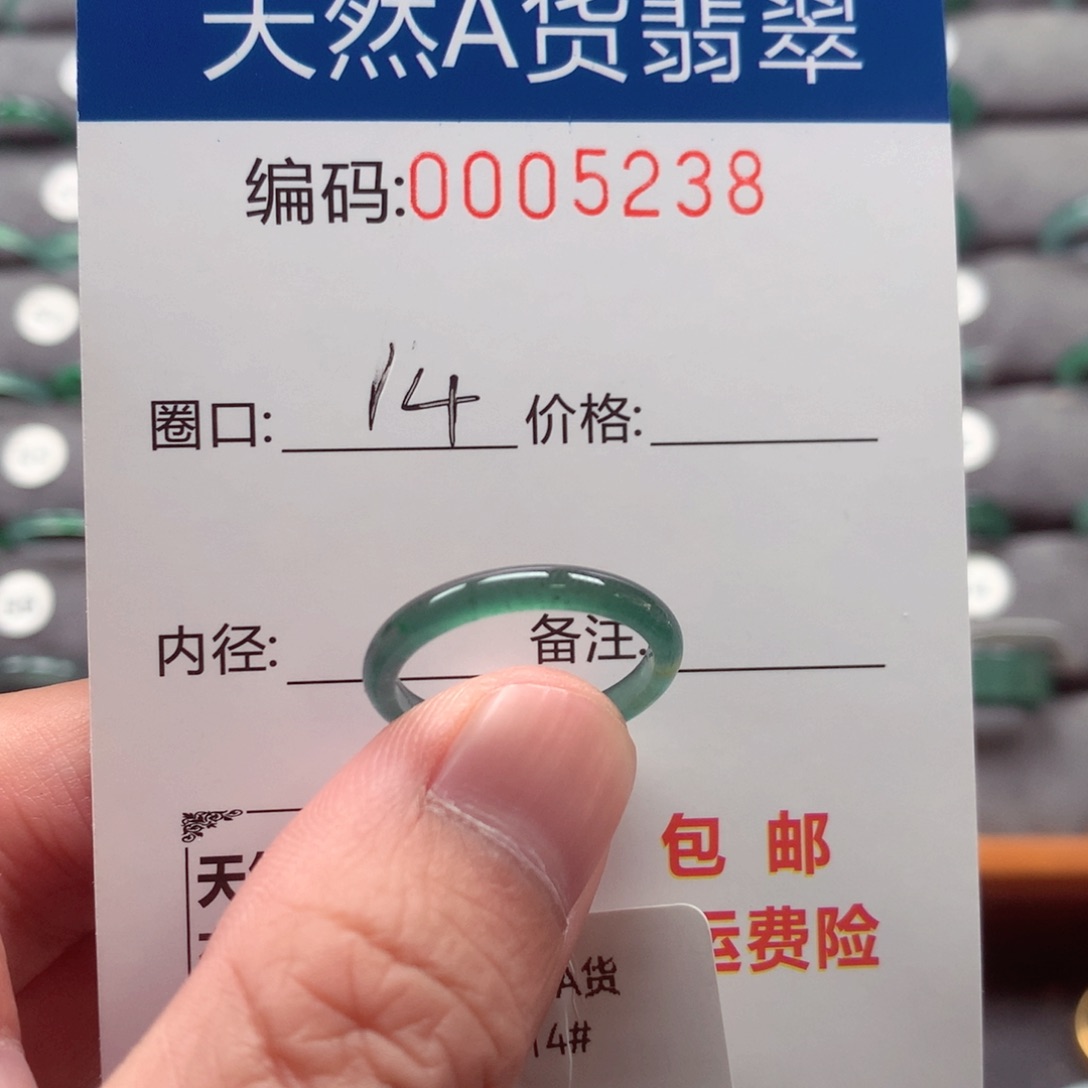 天然A货翡翠
编码:0005238
圈口: 14 价格:
内径: 备注:
包邮
运费险
天
A货
14#